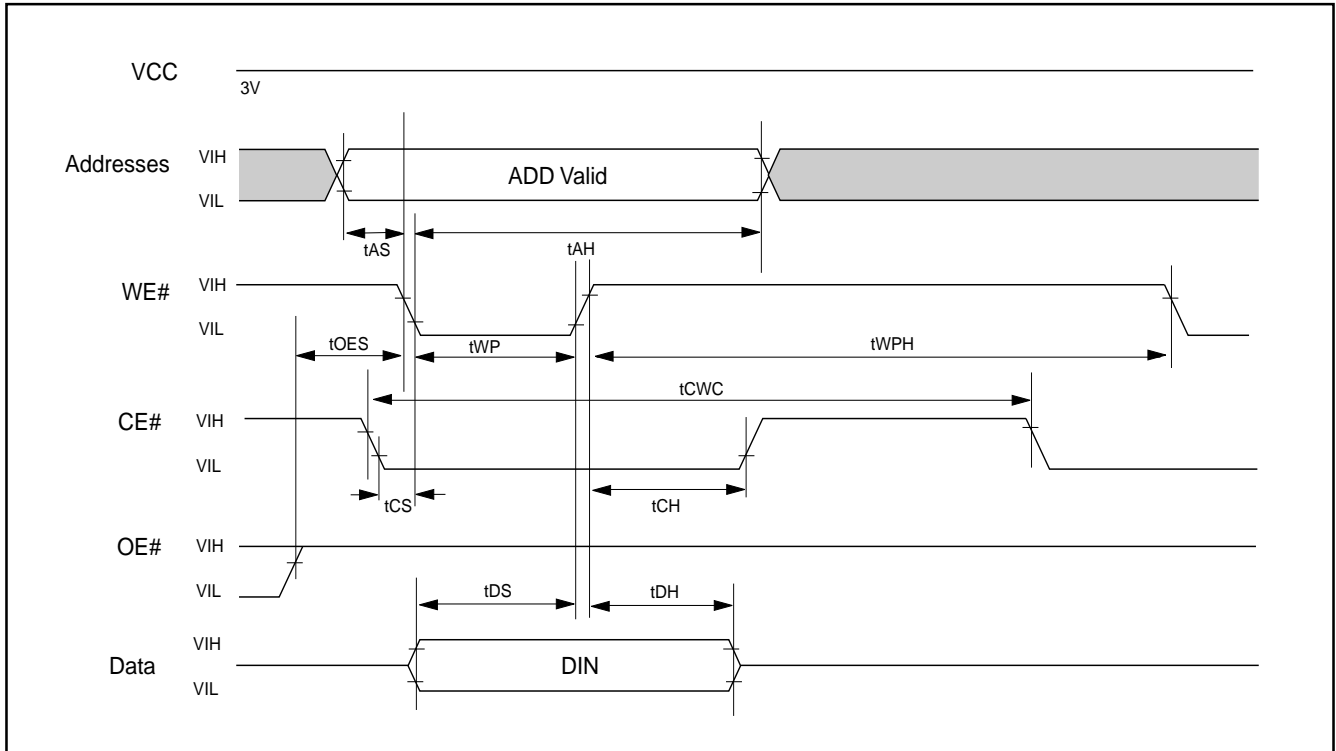 VCC
3V
Addresses
VIH
VIL
ADD Valid
tAS
tAH
WE#
VIH
VIL
tOES
tWP
tWPH
tCWC
CE#
VIH
VIL
tCS
tCH
OE#
VIH
VIL
tDS
tDH
Data
VIH
VIL
DIN